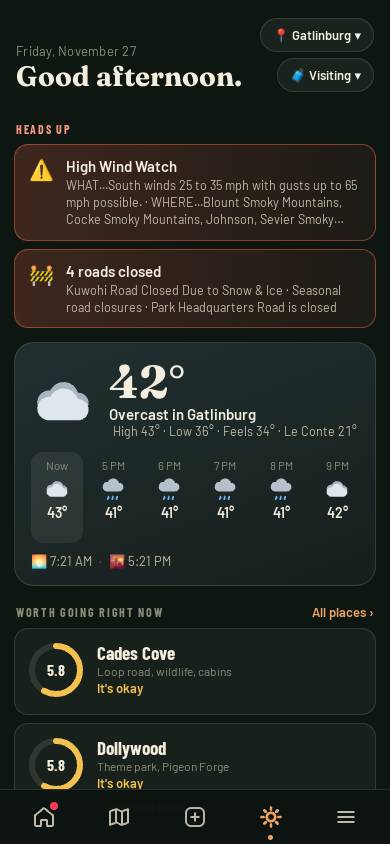 Friday, November 27
Good afternoon.
📍 Gatlinburg ▾
🧳 Visiting ▾
HEADS UP
High Wind Watch
WHAT...South winds 25 to 35 mph with gusts up to 65
mph possible. · WHERE...Blount Smoky Mountains,
Cocke Smoky Mountains, Johnson, Sevier Smoky...
4 roads closed
Kuwohi Road Closed Due to Snow & Ice · Seasonal
road closures · Park Headquarters Road is closed
42°
Overcast in Gatlinburg
High 43° · Low 36° · Feels 34° · Le Conte 21°
Now 5 PM 6 PM 7 PM 8 PM 9 PM
43° 41° 41° 41° 41° 42°
7:21 AM · 5:21 PM
WORTH GOING RIGHT NOW
All places ›
5.8
Cades Cove
Loop road, wildlife, cabins
It's okay
5.8
Dollywood
Theme park, Pigeon Forge
It's okay